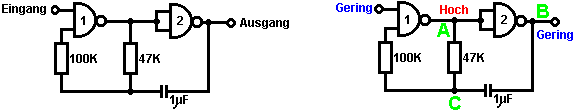 Eingang
1
2
Ausgang
100K
47K
1µF
Gering
1
Hoch
2
B
A
Gering
100K
47K
C
1µF